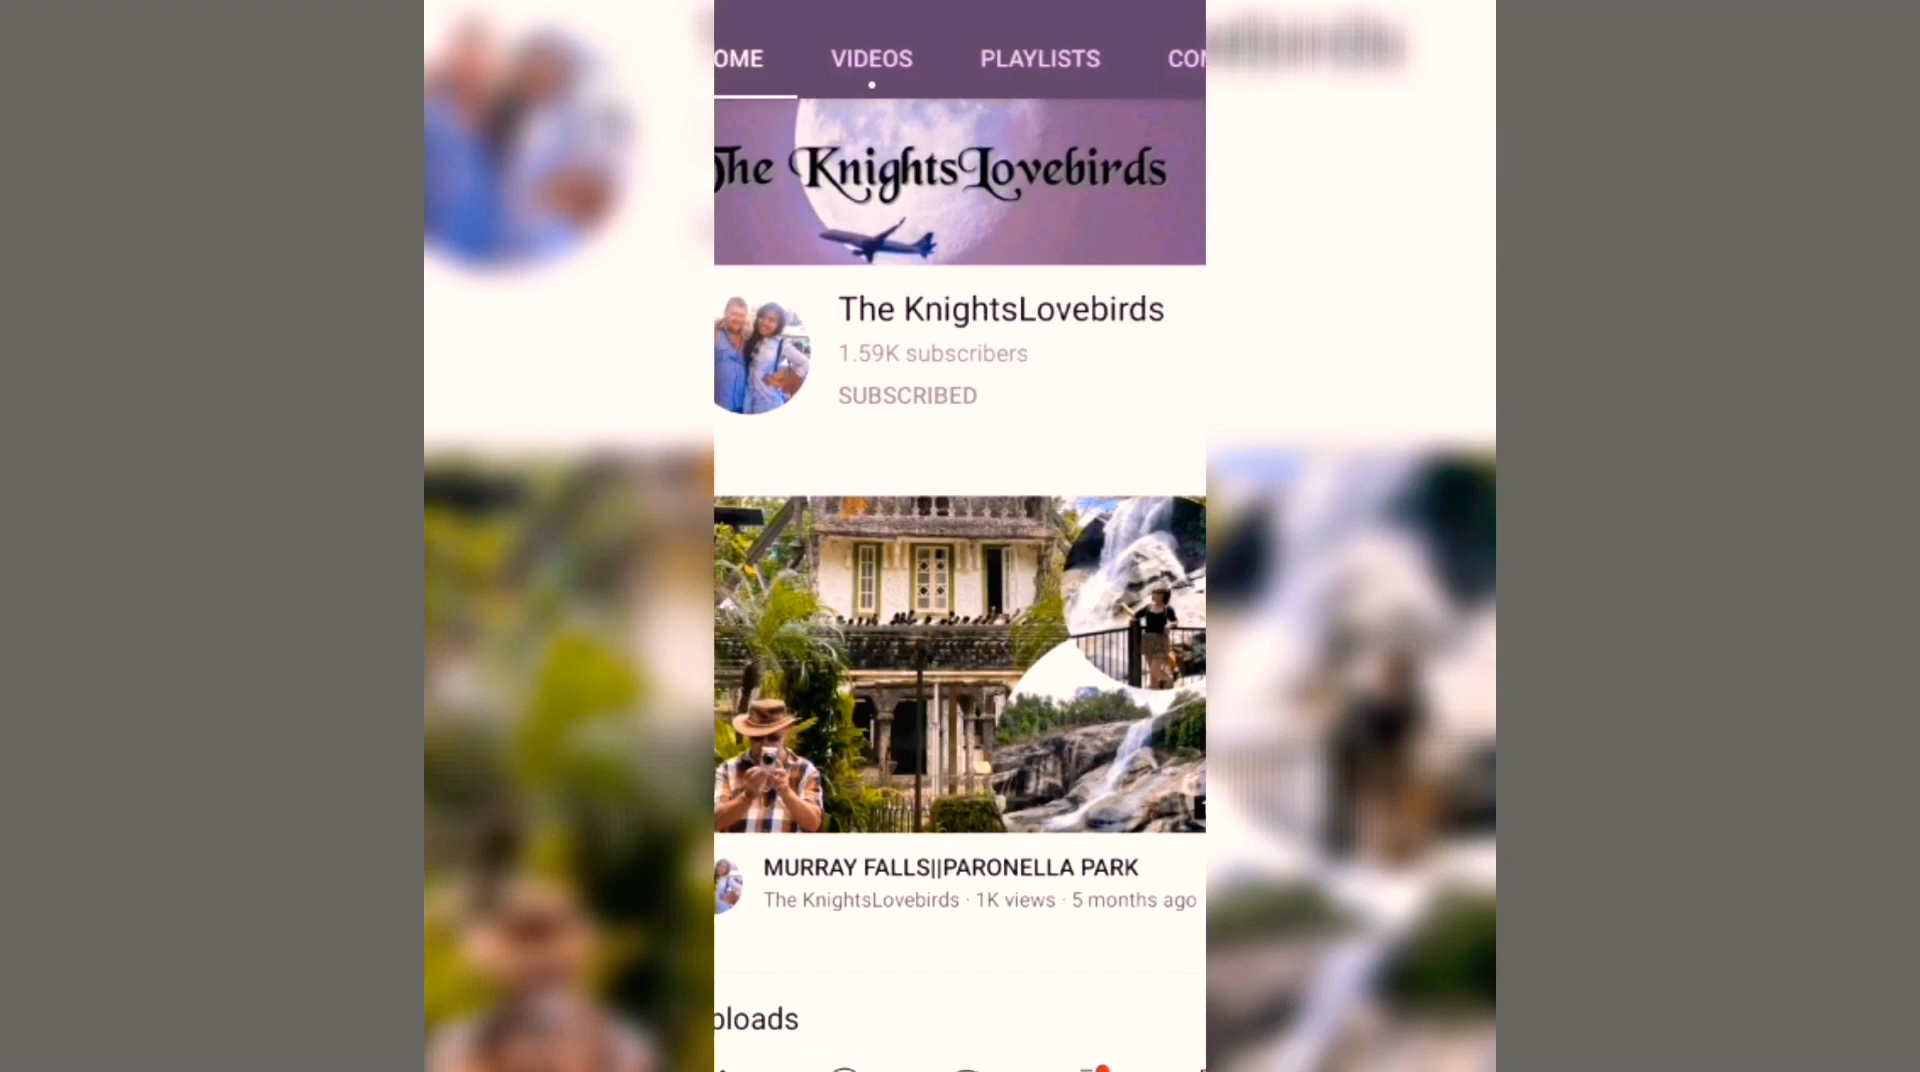 OME VIDEOS PLAYLISTS CO
The KnightsLovebirds
The KnightsLovebirds
1.59K subscribers
SUBSCRIBED
MURRAY FALLS||PARONELLA PARK
The KnightsLovebirds · 1K views · 5 months ago
ploads